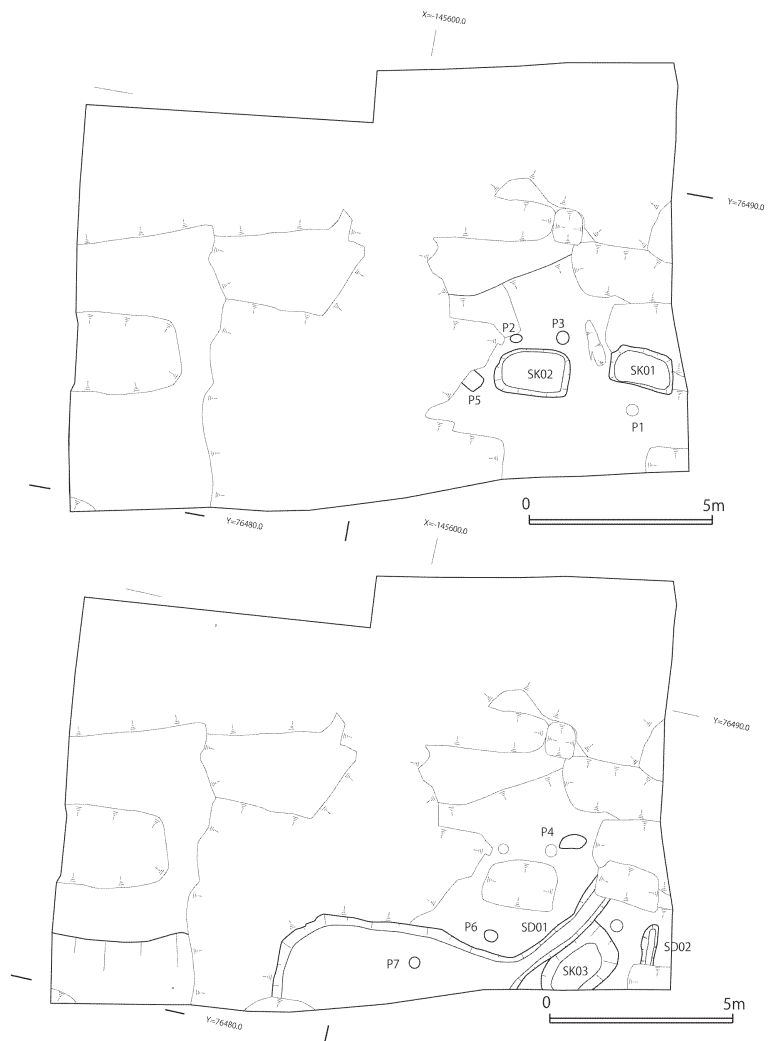 X=-145600.0
Y=76490.0
P2
P3
SK02
SK01
P5
P1
0
5m
Y=76480.0
X=-145600.0
Y=76490.0
P4
P6
SD01
SD02
P7
SK03
0
5m
Y=76480.0